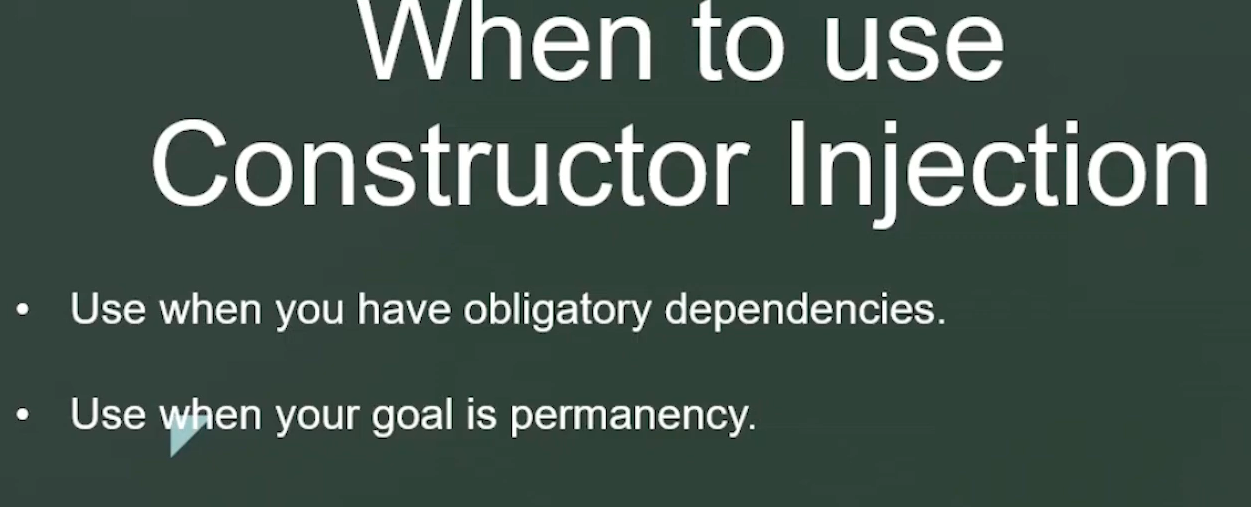 When to use
Constructor Injection
• Use when you have obligatory dependencies.
• Use when your goal is permanency.